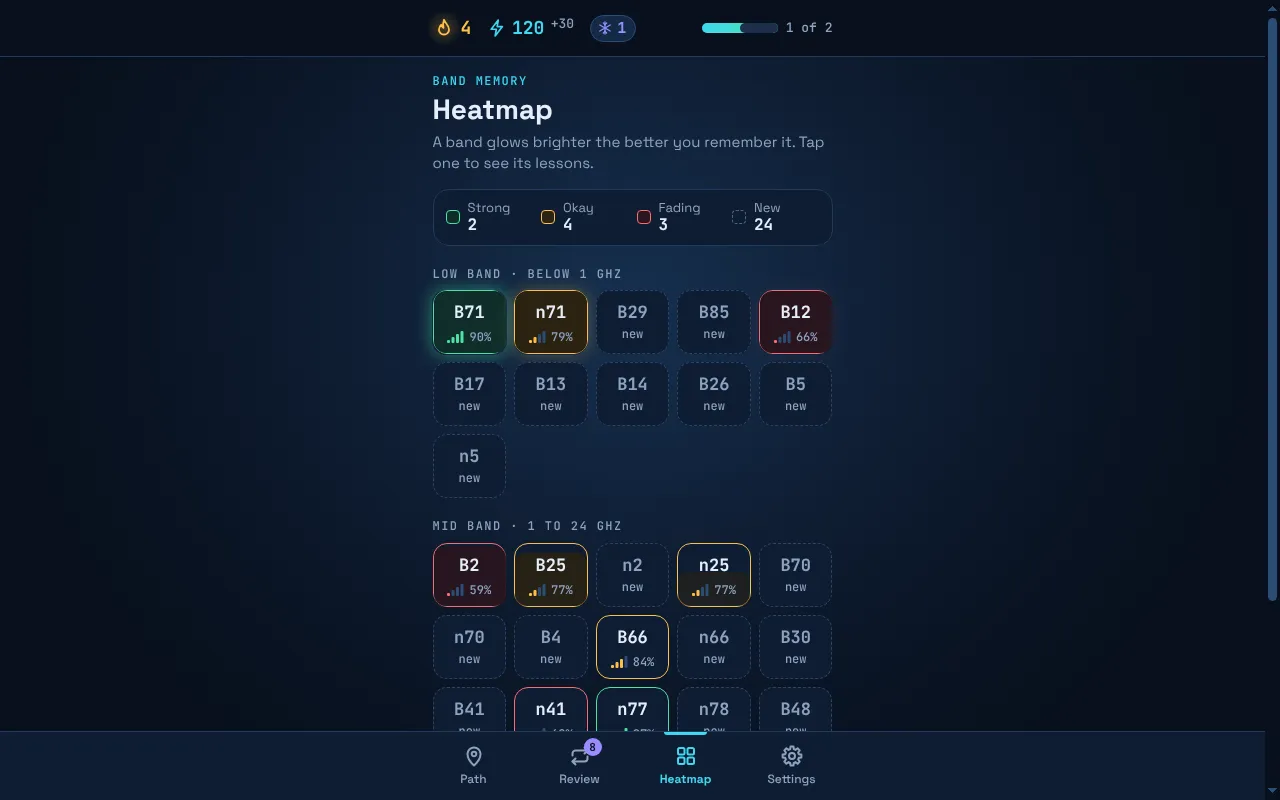 4 120 +30 1 1 of 2
BAND MEMORY
Heatmap
A band glows brighter the better you remember it. Tap
one to see its lessons.
Strong Okay Fading New
2 4 3 24
LOW BAND · BELOW 1 GHZ
B71 n71 B29 B85 B12
90% 79% new new 66%
B17 B13 B14 B26 B5
new new new new new
n5
new
MID BAND · 1 TO 24 GHZ
B2 B25 n2 n25 B70
59% 77% new 77% new
n70 B4 B66 n66 B30
new new 84% new new
B41 n41 n77 n78 B48
8
Path Review Heatmap Settings